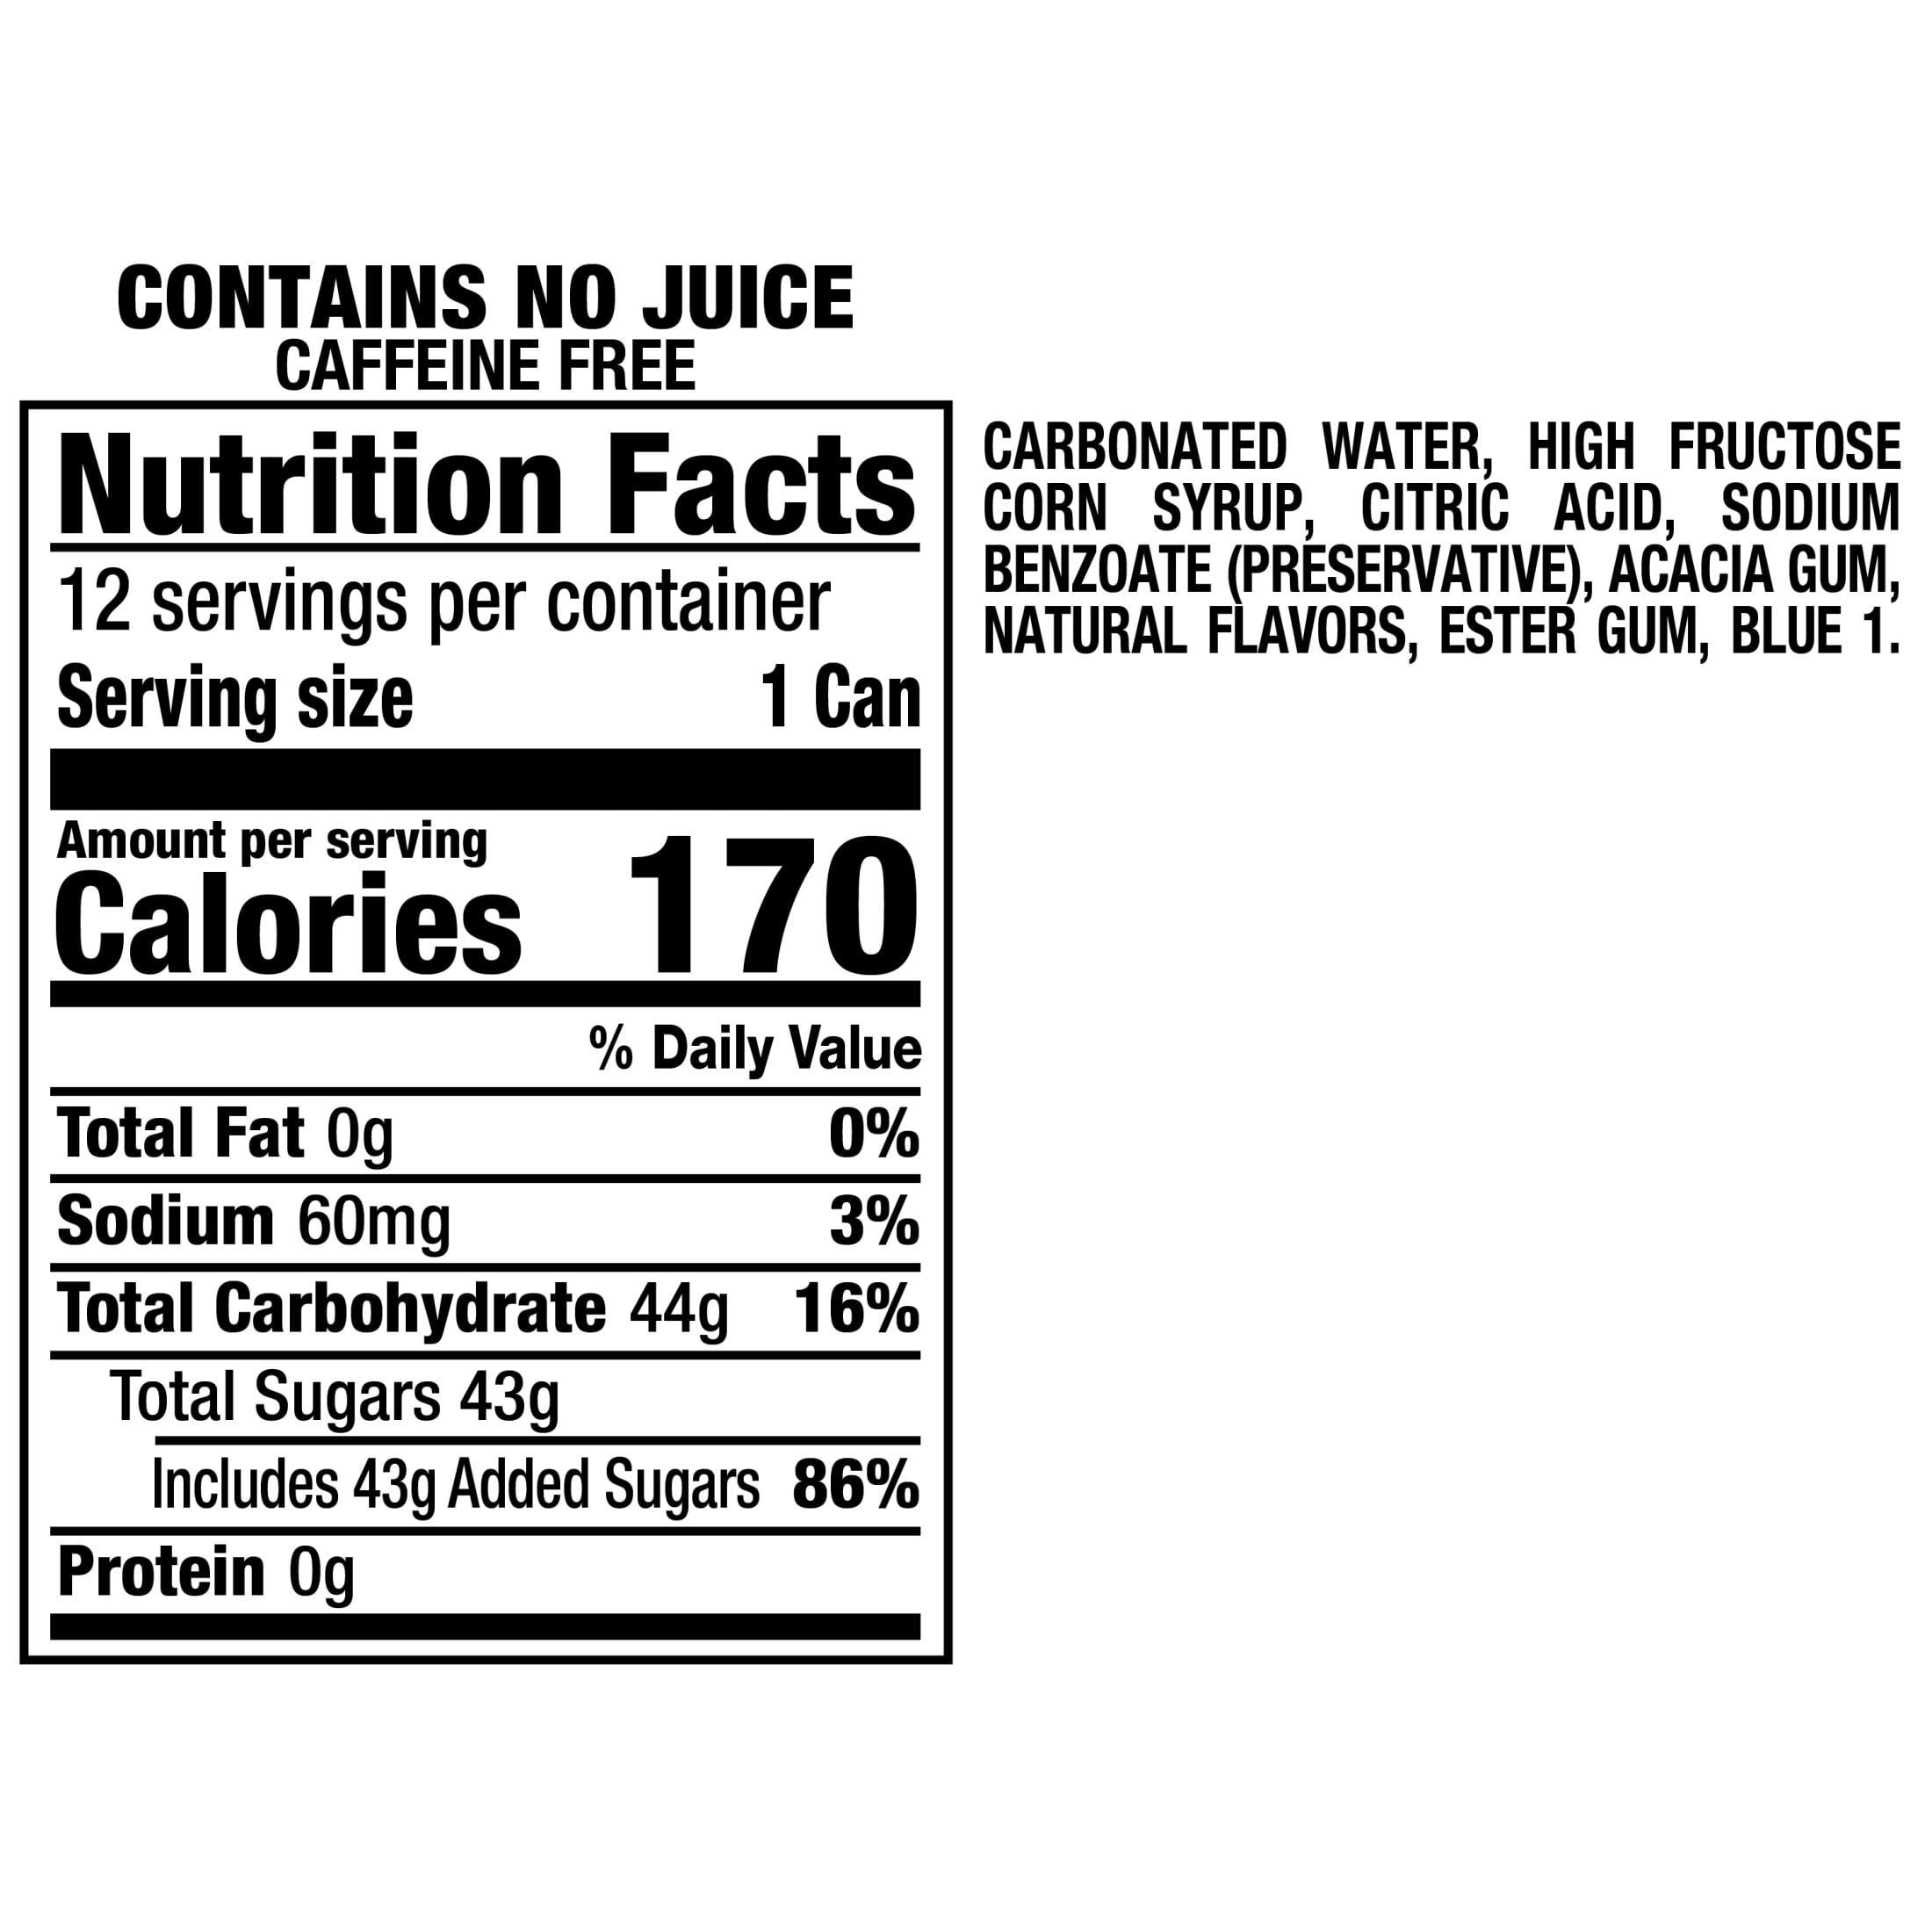 CONTAINS NO JUICE
CAFFEINE FREE
Nutrition Facts
12 servings per container
Serving size 1 Can
Amount per serving
Calories 170
% Daily Value
Total Fat 0g 0%
Sodium 60mg 3%
Total Carbohydrate 44g 16%
Total Sugars 43g
Includes 43g Added Sugars 86%
Protein 0g
CARBONATED WATER, HIGH FRUCTOSE
CORN SYRUP, CITRIC ACID, SODIUM
BENZOATE (PRESERVATIVE), ACACIA GUM,
NATURAL FLAVORS, ESTER GUM, BLUE 1.